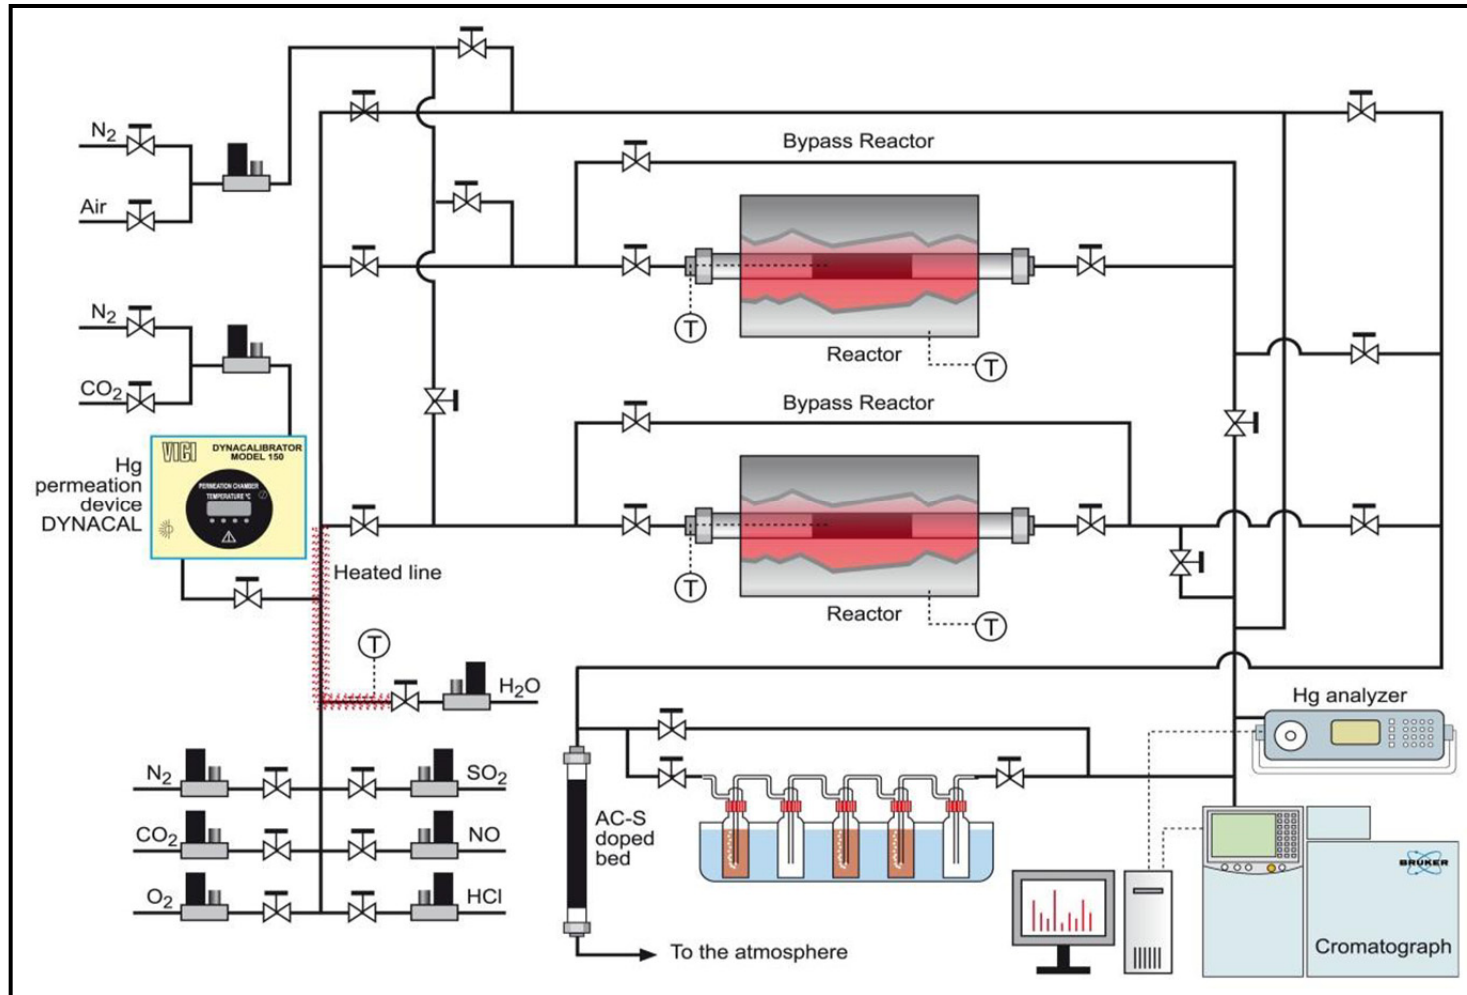 N2
Air
N2
CO2
Hg
permeation
device
DYNACAL
VICI
DYNACALIBRATOR
MODEL 150
PERMEATION CHAMBER
TEMPERATURE ºC
Bypass Reactor
T
Reactor
T
Bypass Reactor
T
Reactor
T
Heated line
T
H2O
N2
SO2
CO2
NO
O2
HCl
AC-S
doped
bed
To the atmosphere
Hg analyzer
BRUKER
Cromatograph